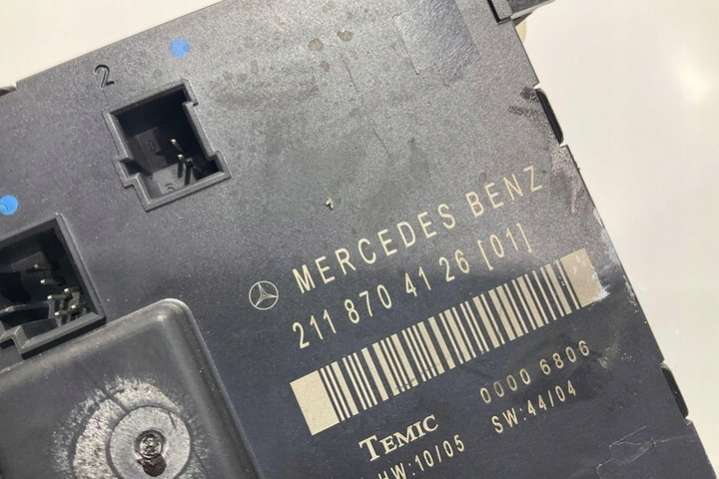 2
MERCEDES BENZ
211 870 41 26 [01]
0000 6806
TEMIC
HW:10/05 SW:44/04